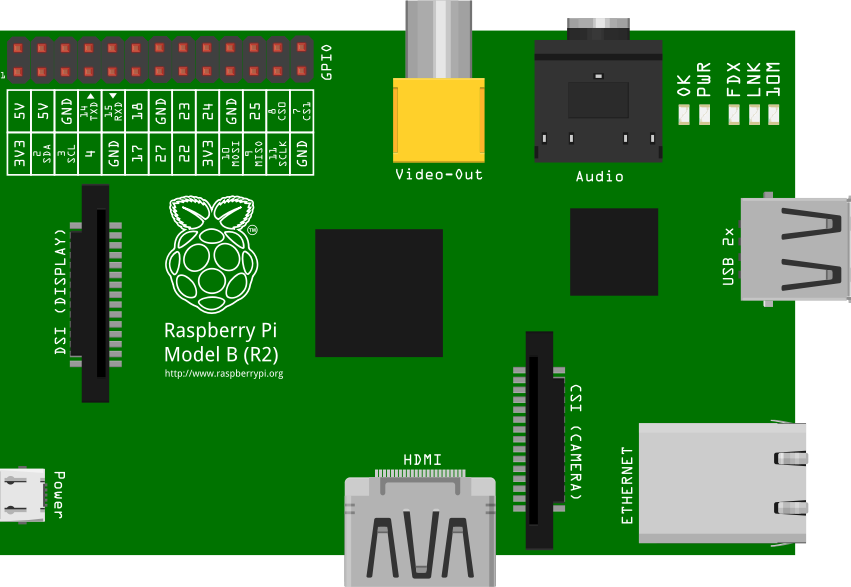 GPIO
1
5V 5V GND 14 TXD 15 RXD 18 GND 23 24 GND 25 8 CS0 7 CS1
3V3 2 SDA 3 SCL 4 GND 17 27 22 3V3 10 MOSI 9 MISO 11 SCLK GND
Video-Out
Audio
OK PWR FDX LNK 10M
USB 2x
DSI (DISPLAY)
TM
Raspberry Pi
Model B (R2)
http://www.raspberrypi.org
CSI (CAMERA)
HDMI
ETHERNET
Power